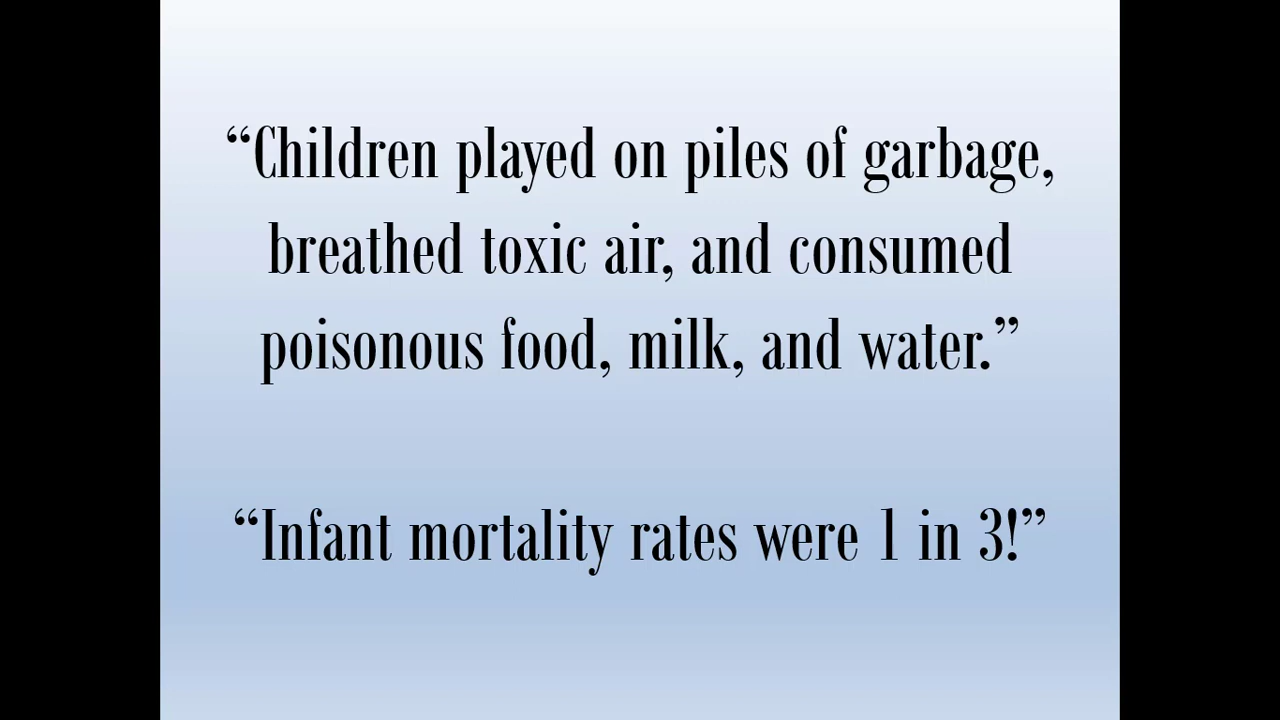 “Children played on piles of garbage,
breathed toxic air, and consumed
poisonous food, milk, and water.”
“Infant mortality rates were 1 in 3!”